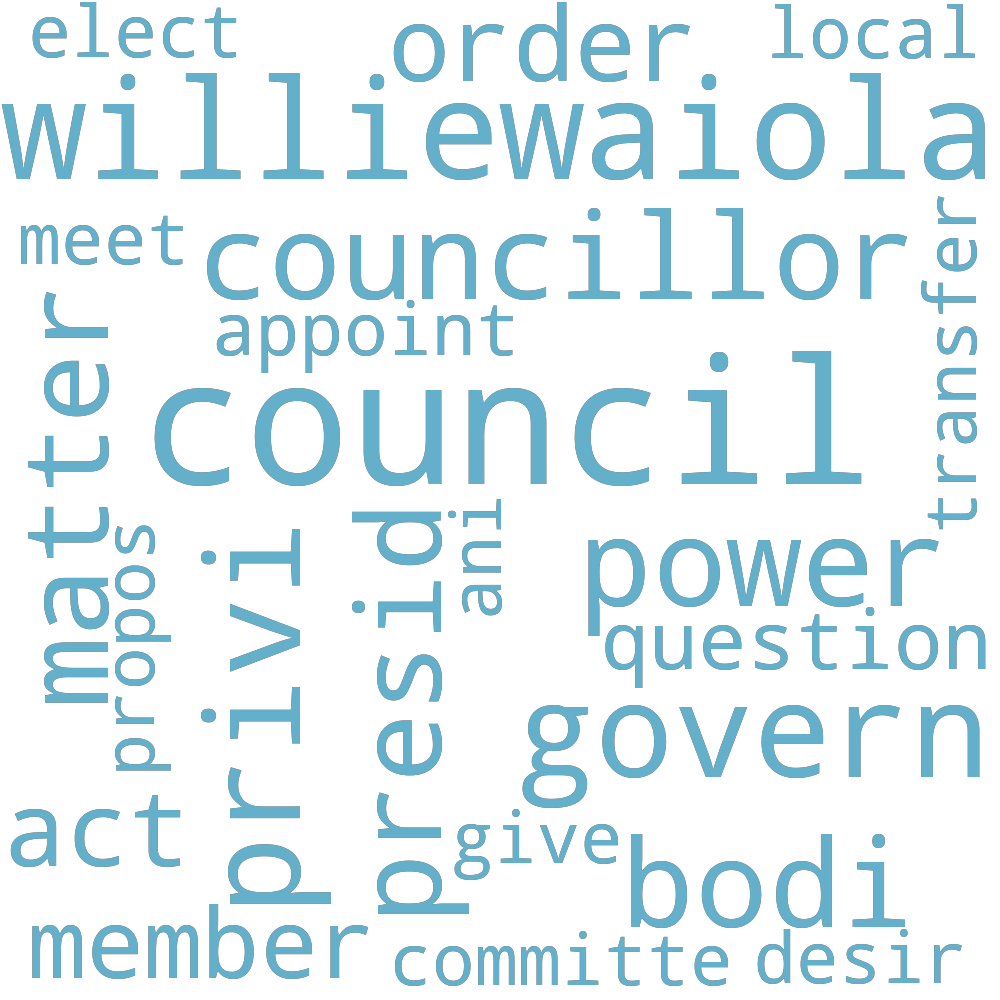 elect
order
local
williewaiola
meet
councillor
transfer
appoint
matter
council
privi
presid
ani
propos
power
question
govern
act
give
bodi
member
committe
desir